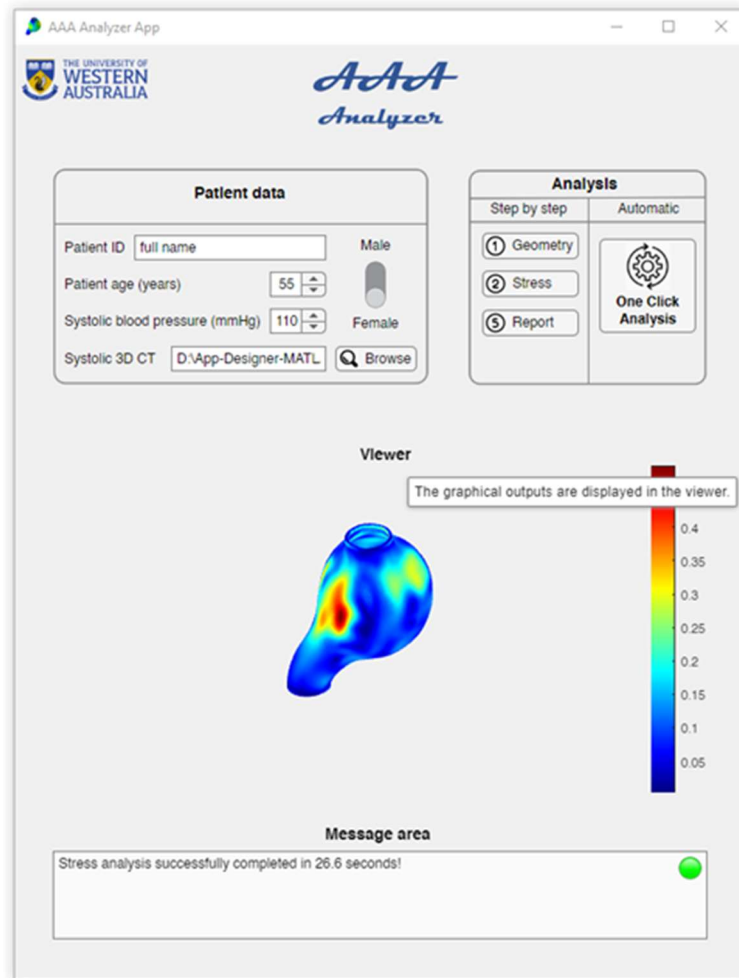 AAA Analyzer App
THE UNIVERSITY OF
WESTERN
AUSTRALIA
AAA
Analyzer
Patient data
Patient ID full name
Male
Patient age (years) 55
Systolic blood pressure (mmHg) 110
Female
Systolic 3D CT D:\App-Designer-MATL Browse
Analysis
Step by step Automatic
1 Geometry
2 Stress
5 Report
One Click
Analysis
Viewer
The graphical outputs are displayed in the viewer.
0.4
0.35
0.3
0.25
0.2
0.15
0.1
0.05
Message area
Stress analysis successfully completed in 26.6 seconds!